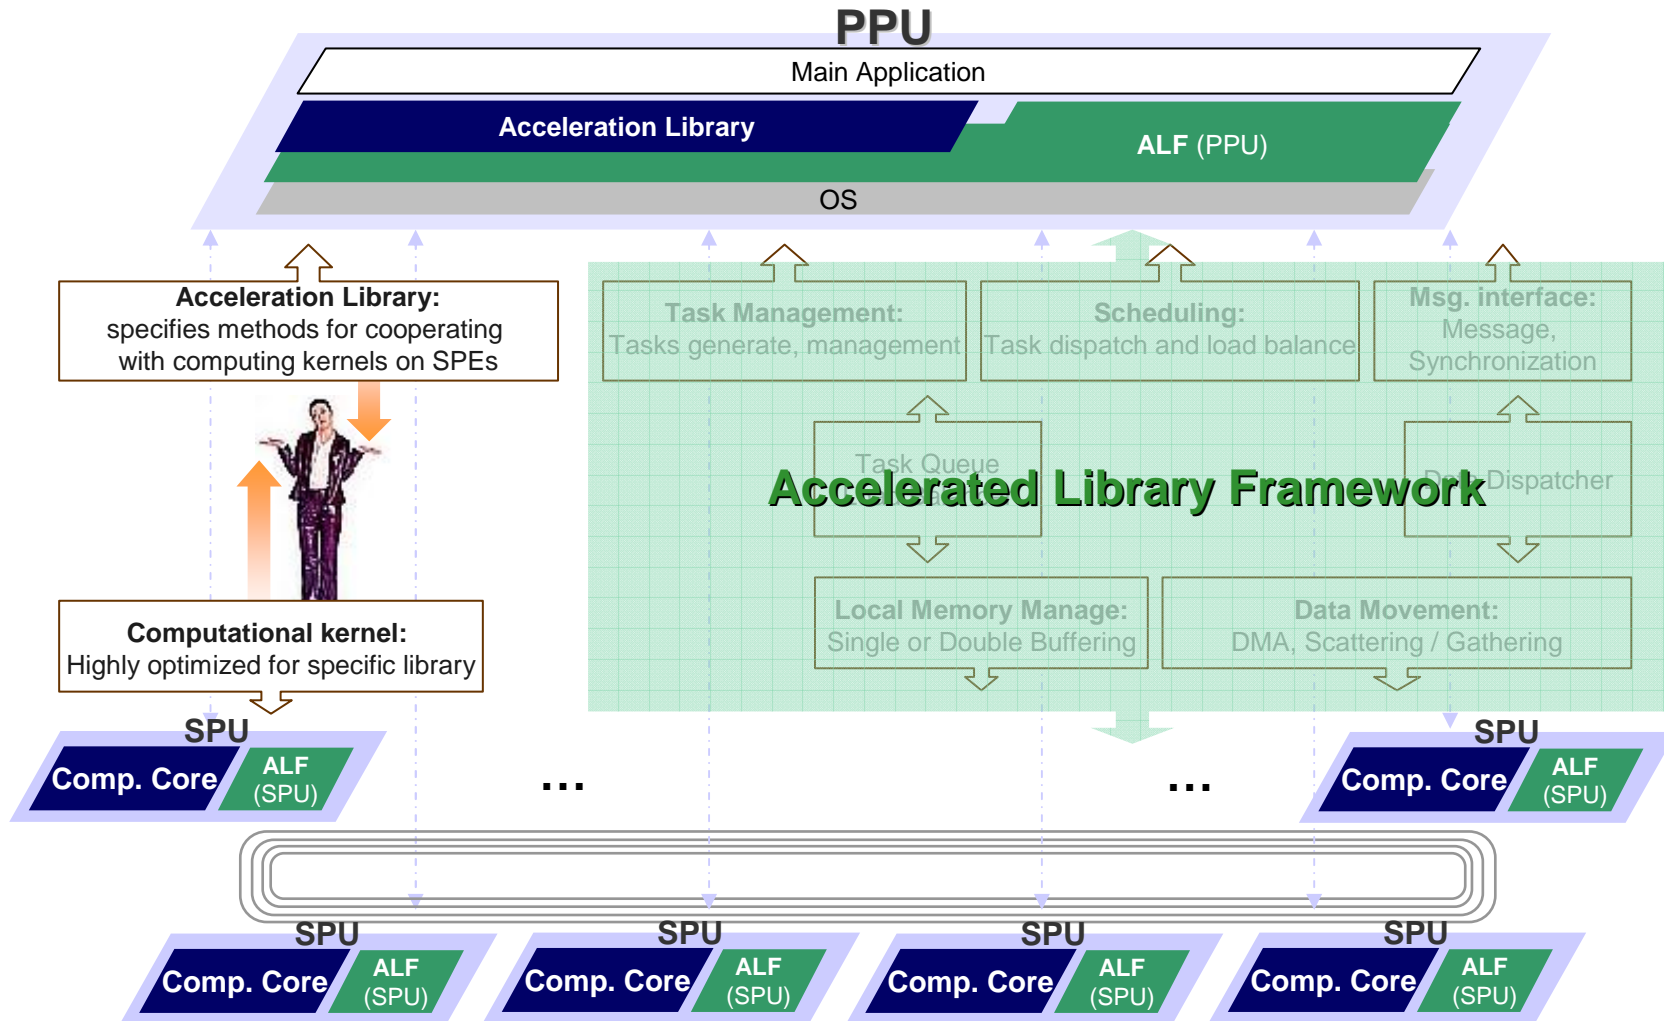 PPU
Main Application
Acceleration Library
ALF (PPU)
OS
Acceleration Library:
specifies methods for cooperating
with computing kernels on SPEs
Task Management:
Tasks generate, management
Scheduling:
Task dispatch and load balance
Msg. interface:
Message,
Synchronization
Task Queue
Dispatcher
Accelerated Library Framework
Computational kernel:
Highly optimized for specific library
Local Memory Manage:
Single or Double Buffering
Data Movement:
DMA, Scattering / Gathering
SPU
Comp. Core
ALF
(SPU)
...
...
SPU
Comp. Core
ALF
(SPU)
SPU
Comp. Core
ALF
(SPU)
SPU
Comp. Core
ALF
(SPU)
SPU
Comp. Core
ALF
(SPU)
SPU
Comp. Core
ALF
(SPU)